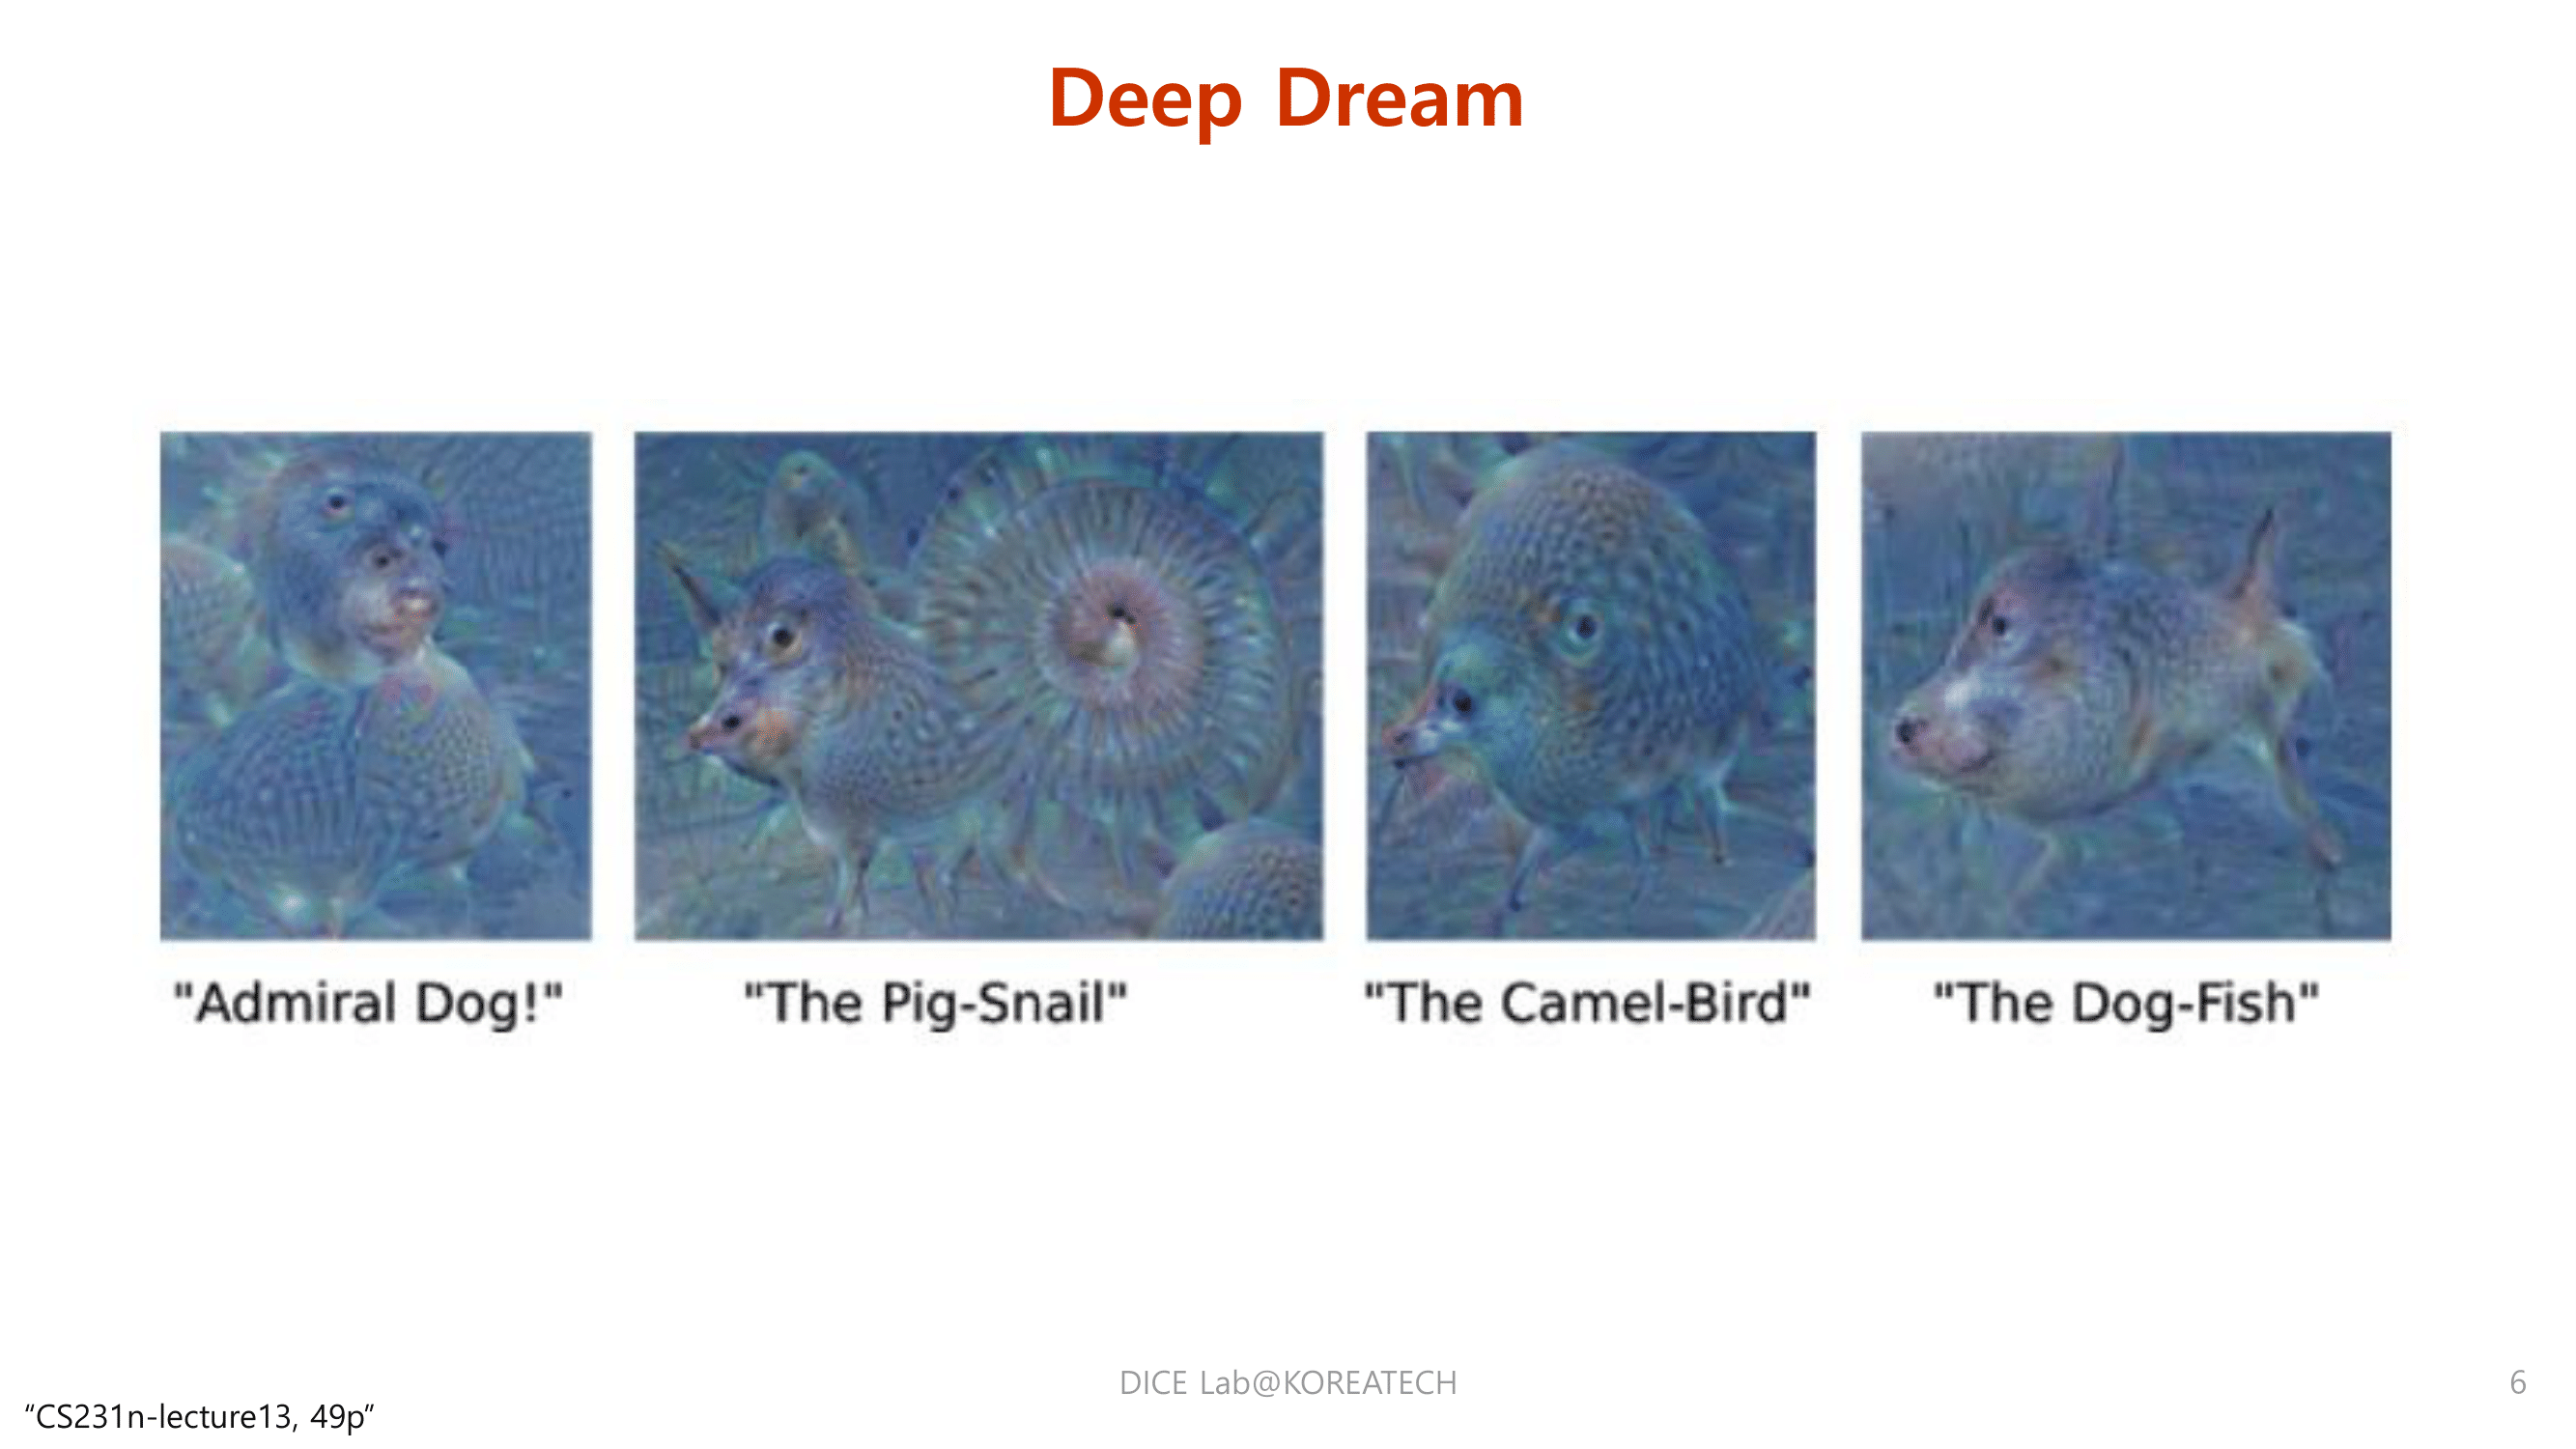 Deep Dream
"Admiral Dog!" "The Pig-Snail" "The Camel-Bird" "The Dog-Fish"
DICE Lab@KOREATECH
6
“CS231n-lecture13, 49p”